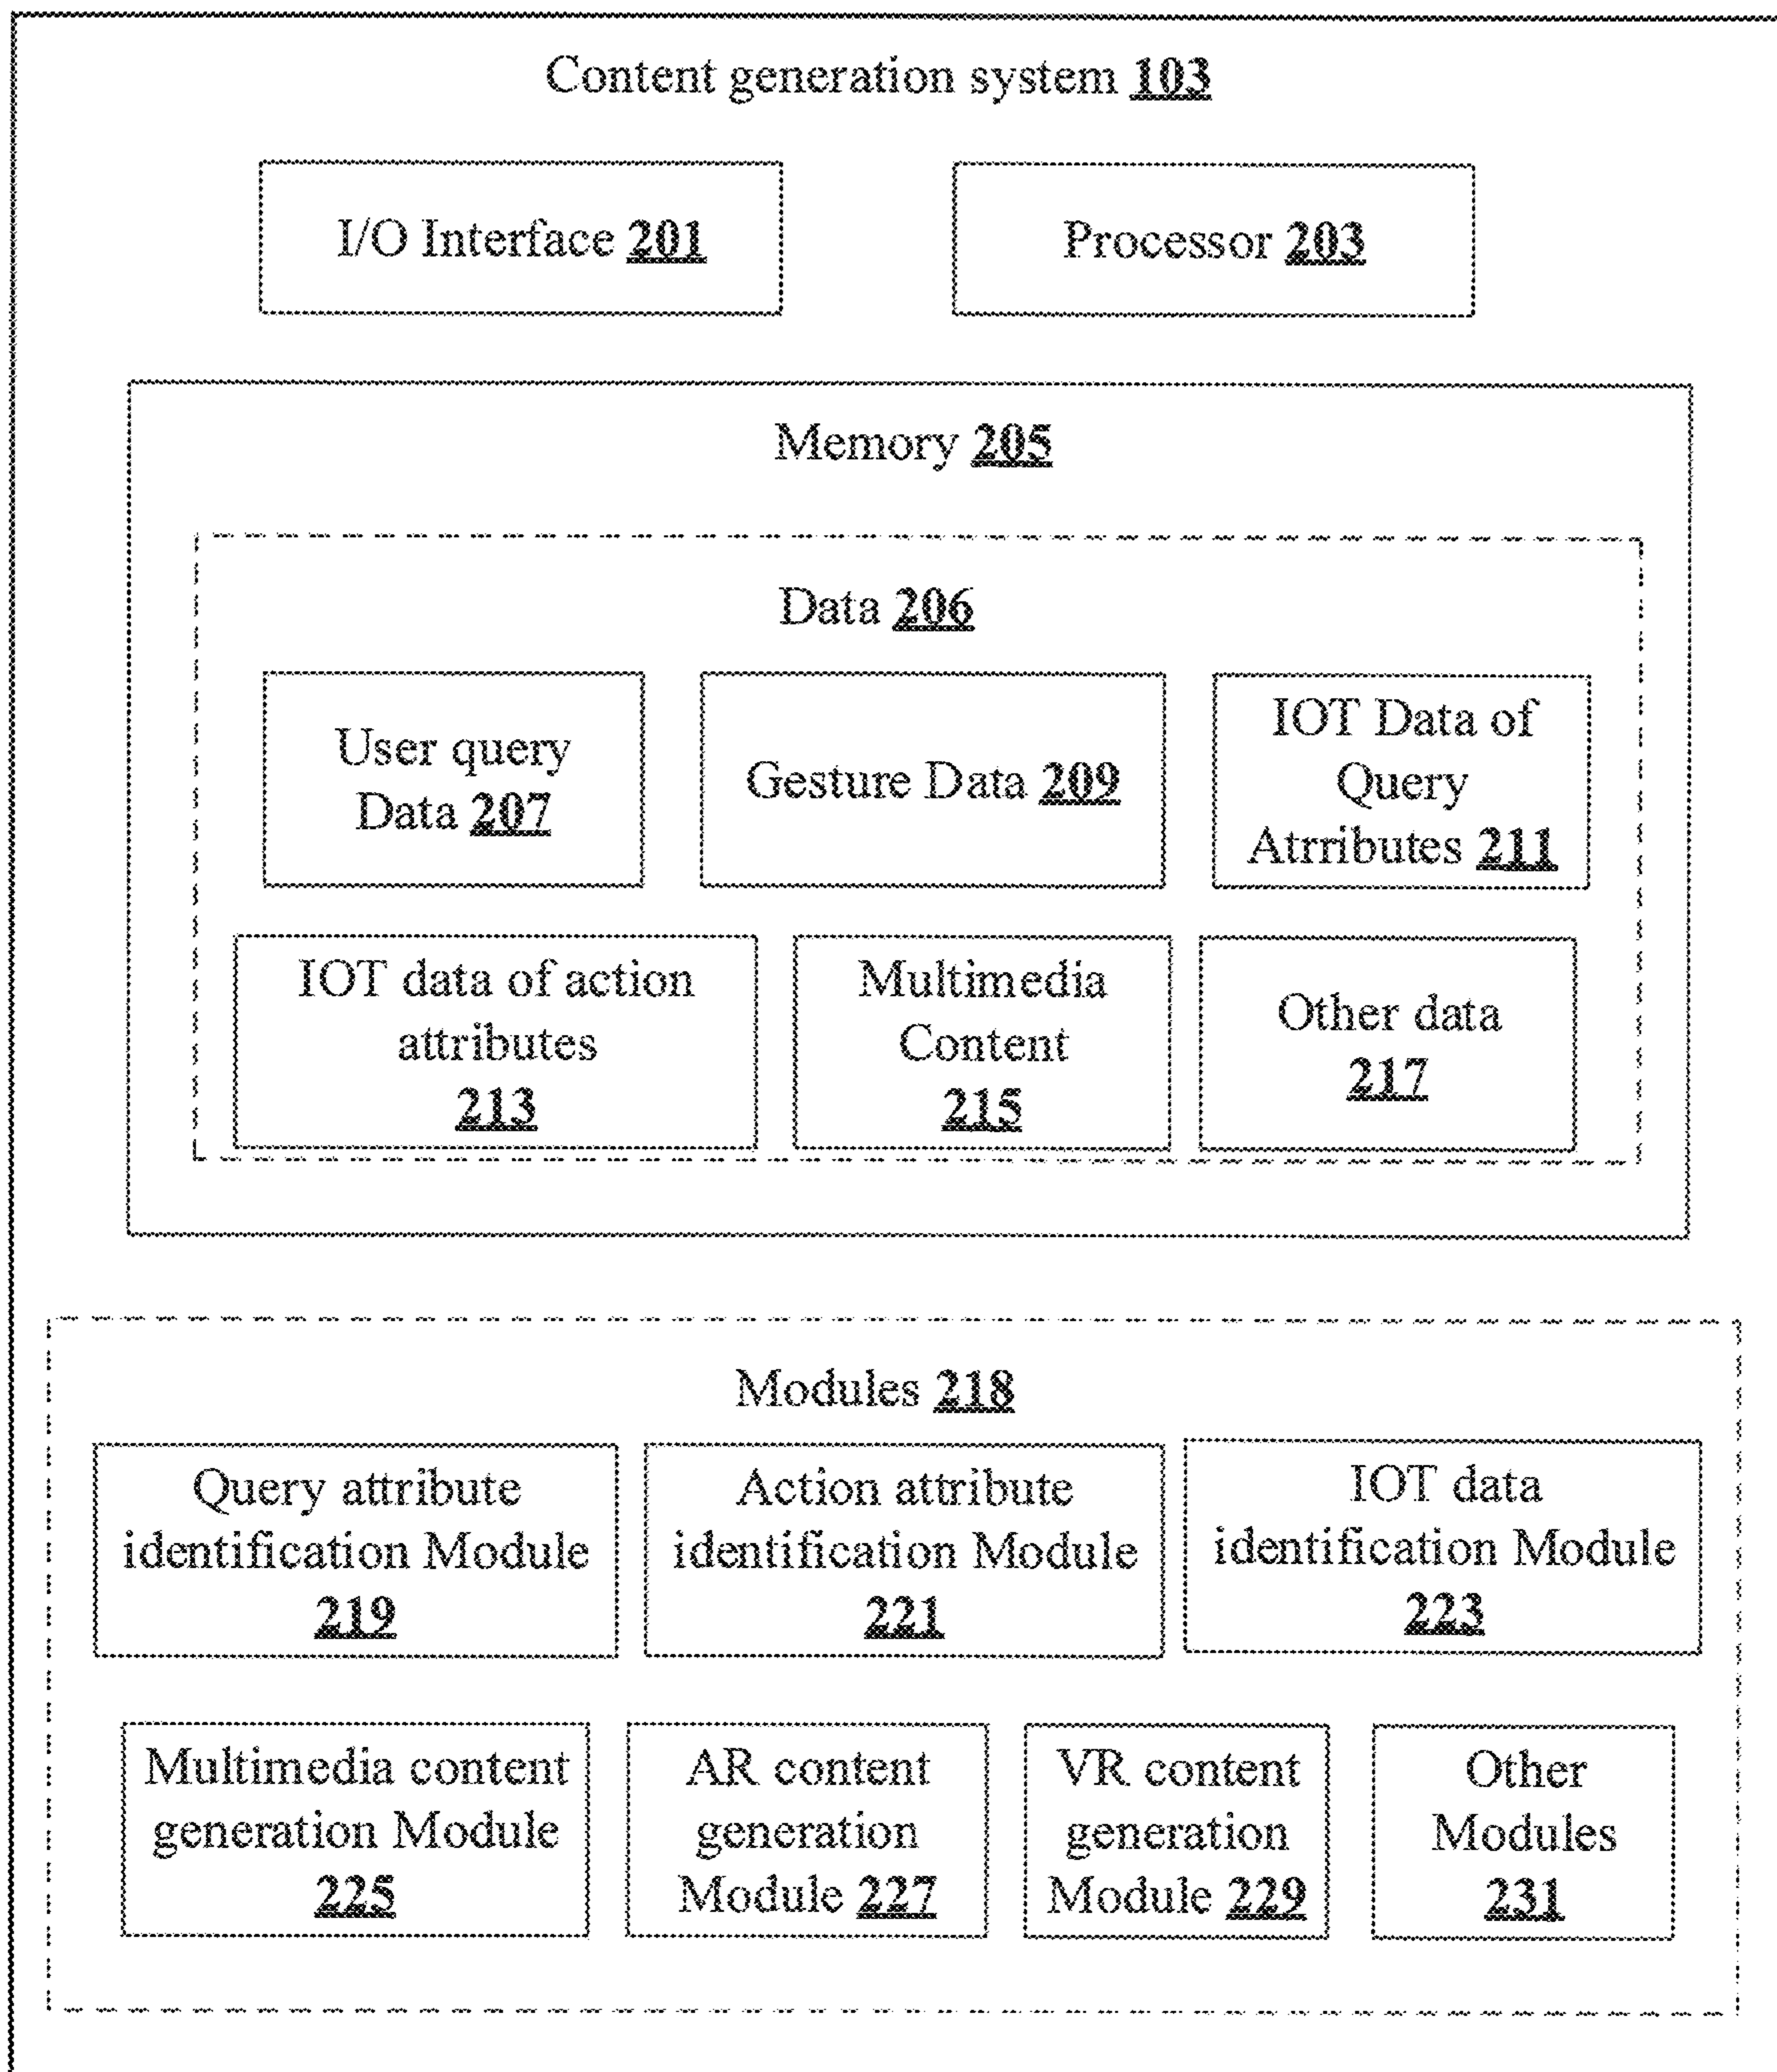 Content generation system 103
I/O Interface 201
Processor 203
Memory 205
Data 206
User query
Data 207
Gesture Data 209
IOT Data of
Query
Atrributes 211
IOT data of action
attributes
213
Multimedia
Content
215
Other data
217
Modules 218
Query attribute
identification Module
219
Action attribute
identification Module
221
IOT data
identification Module
223
Multimedia content
generation Module
225
AR content
generation
Module 227
VR content
generation
Module 229
Other
Modules
231